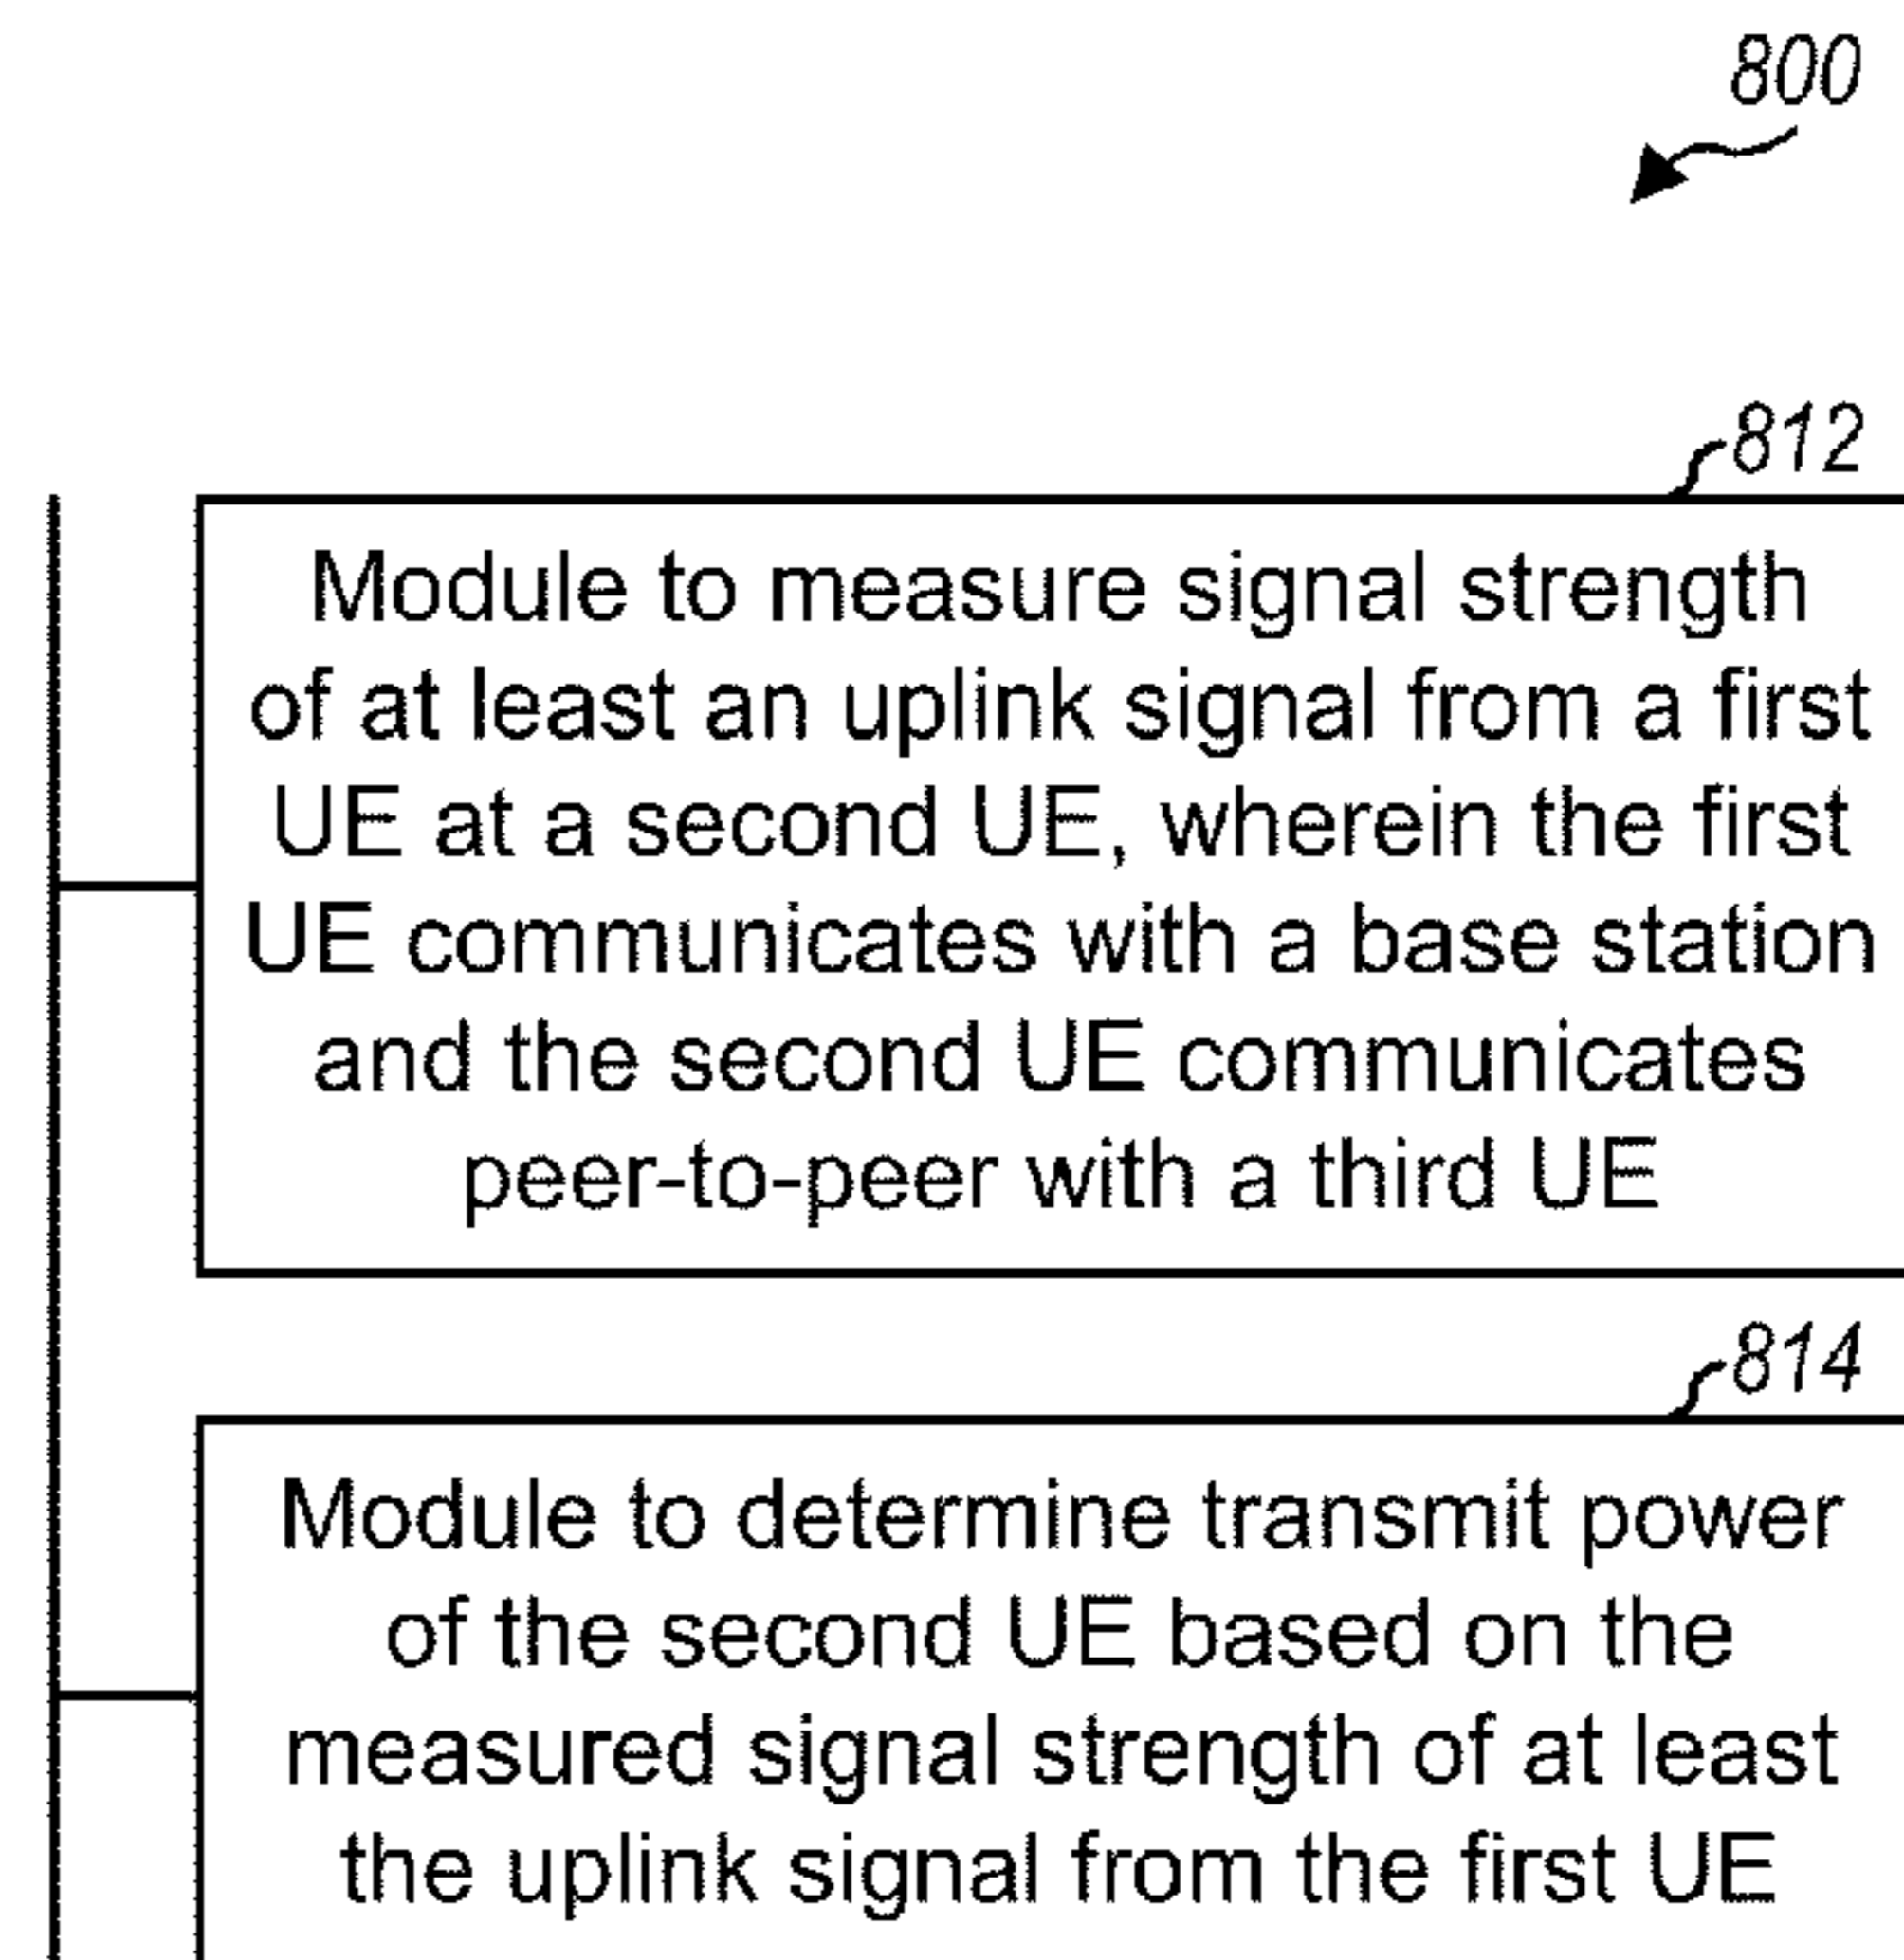 800
812
Module to measure signal strength
of at least an uplink signal from a first
UE at a second UE, wherein the first
UE communicates with a base station
and the second UE communicates
peer-to-peer with a third UE
814
Module to determine transmit power
of the second UE based on the
measured signal strength of at least
the uplink signal from the first UE